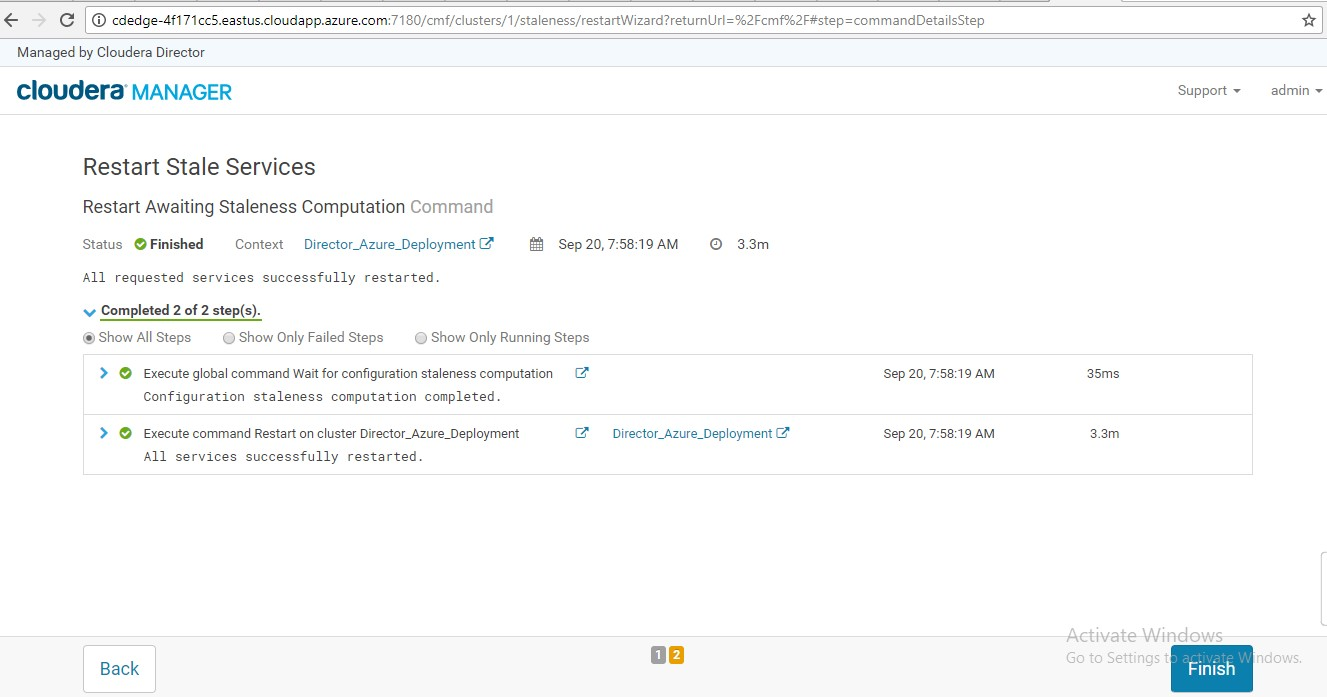 cdedge-4f171cc5.eastus.cloudapp.azure.com:7180/cmf/clusters/1/staleness/restartWizard?returnUrl=%2Fcmf%2F#step=commandDetailsStep
Managed by Cloudera Director
cloudera MANAGER Support admin
Restart Stale Services
Restart Awaiting Staleness Computation Command
Status Finished Context Director_Azure_Deployment Sep 20, 7:58:19 AM 3.3m
All requested services successfully restarted.
Completed 2 of 2 step(s).
Show All Steps Show Only Failed Steps Show Only Running Steps
Execute global command Wait for configuration staleness computation Sep 20, 7:58:19 AM 35ms
Configuration staleness computation completed.
Execute command Restart on cluster Director_Azure_Deployment Director_Azure_Deployment Sep 20, 7:58:19 AM 3.3m
All services successfully restarted.
Activate Windows
Go to Settings to activate Windows.
Back 1 2 Finish